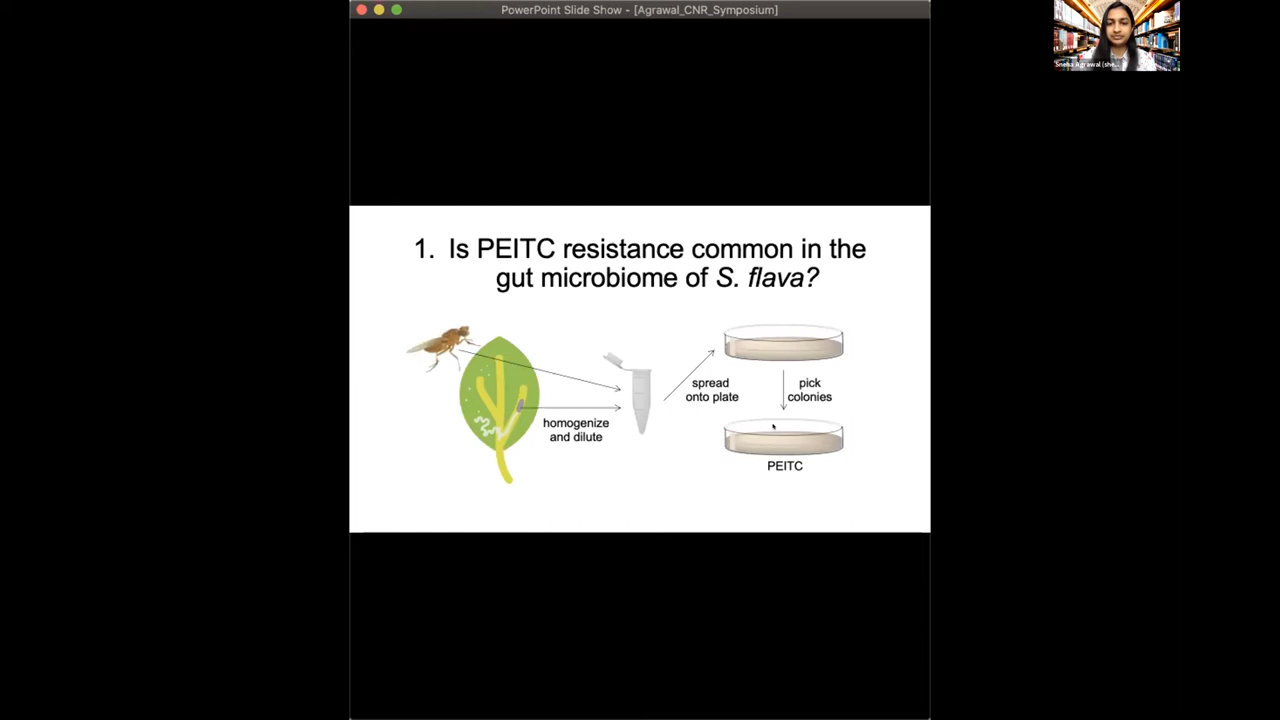 PowerPoint Slide Show - [Agrawal_CNR_Symposium]
Sneha Agrawal (she...
1. Is PEITC resistance common in the
gut microbiome of S. flava?
spread
onto plate
pick
colonies
homogenize
and dilute
PEITC